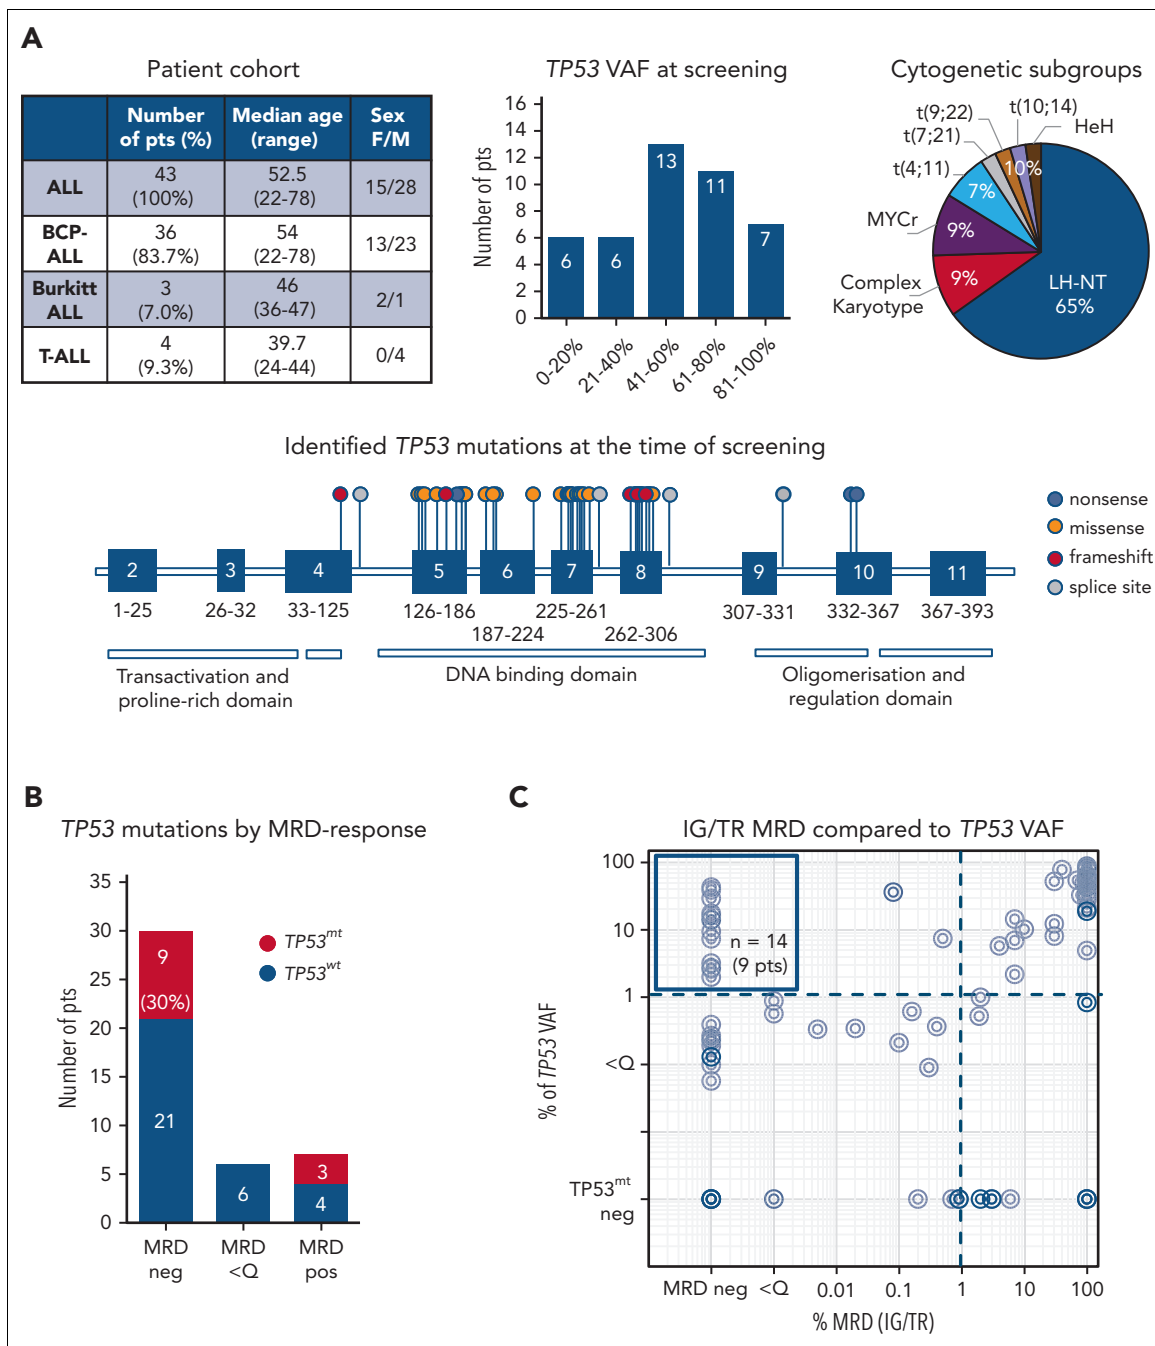 A
Patient cohort
Number of pts (%)
Median age (range)
Sex F/M
ALL
43 (100%)
52.5 (22-78)
15/28
BCP-ALL
36 (83.7%)
54 (22-78)
13/23
Burkitt ALL
3 (7.0%)
46 (36-47)
2/1
T-ALL
4 (9.3%)
39.7 (24-44)
0/4
TP53 VAF at screening
Number of pts
16
14
12
10
8
6
4
2
0
6
6
13
11
7
0-20%
21-40%
41-60%
61-80%
81-100%
Cytogenetic subgroups
t(9;22)
t(10;14)
t(7;21)
HeH
t(4;11)
10%
7%
MYCr
9%
Complex
Karyotype
9%
LH-NT
65%
Identified TP53 mutations at the time of screening
nonsense
missense
frameshift
splice site
2
3
4
5
6
7
8
9
10
11
1-25
26-32
33-125
126-186
225-261
307-331
332-367
367-393
187-224
262-306
Transactivation and
proline-rich domain
DNA binding domain
Oligomerisation and
regulation domain
B
TP53 mutations by MRD-response
Number of pts
35
30
25
20
15
10
5
0
TP53mt
TP53wt
9
(30%)
21
6
3
4
MRD
neg
MRD
<Q
MRD
pos
C
IG/TR MRD compared to TP53 VAF
% of TP53 VAF
100
10
1
<Q
TP53mt
neg
n = 14
(9 pts)
MRD neg
<Q
0.01
0.1
1
10
100
% MRD (IG/TR)